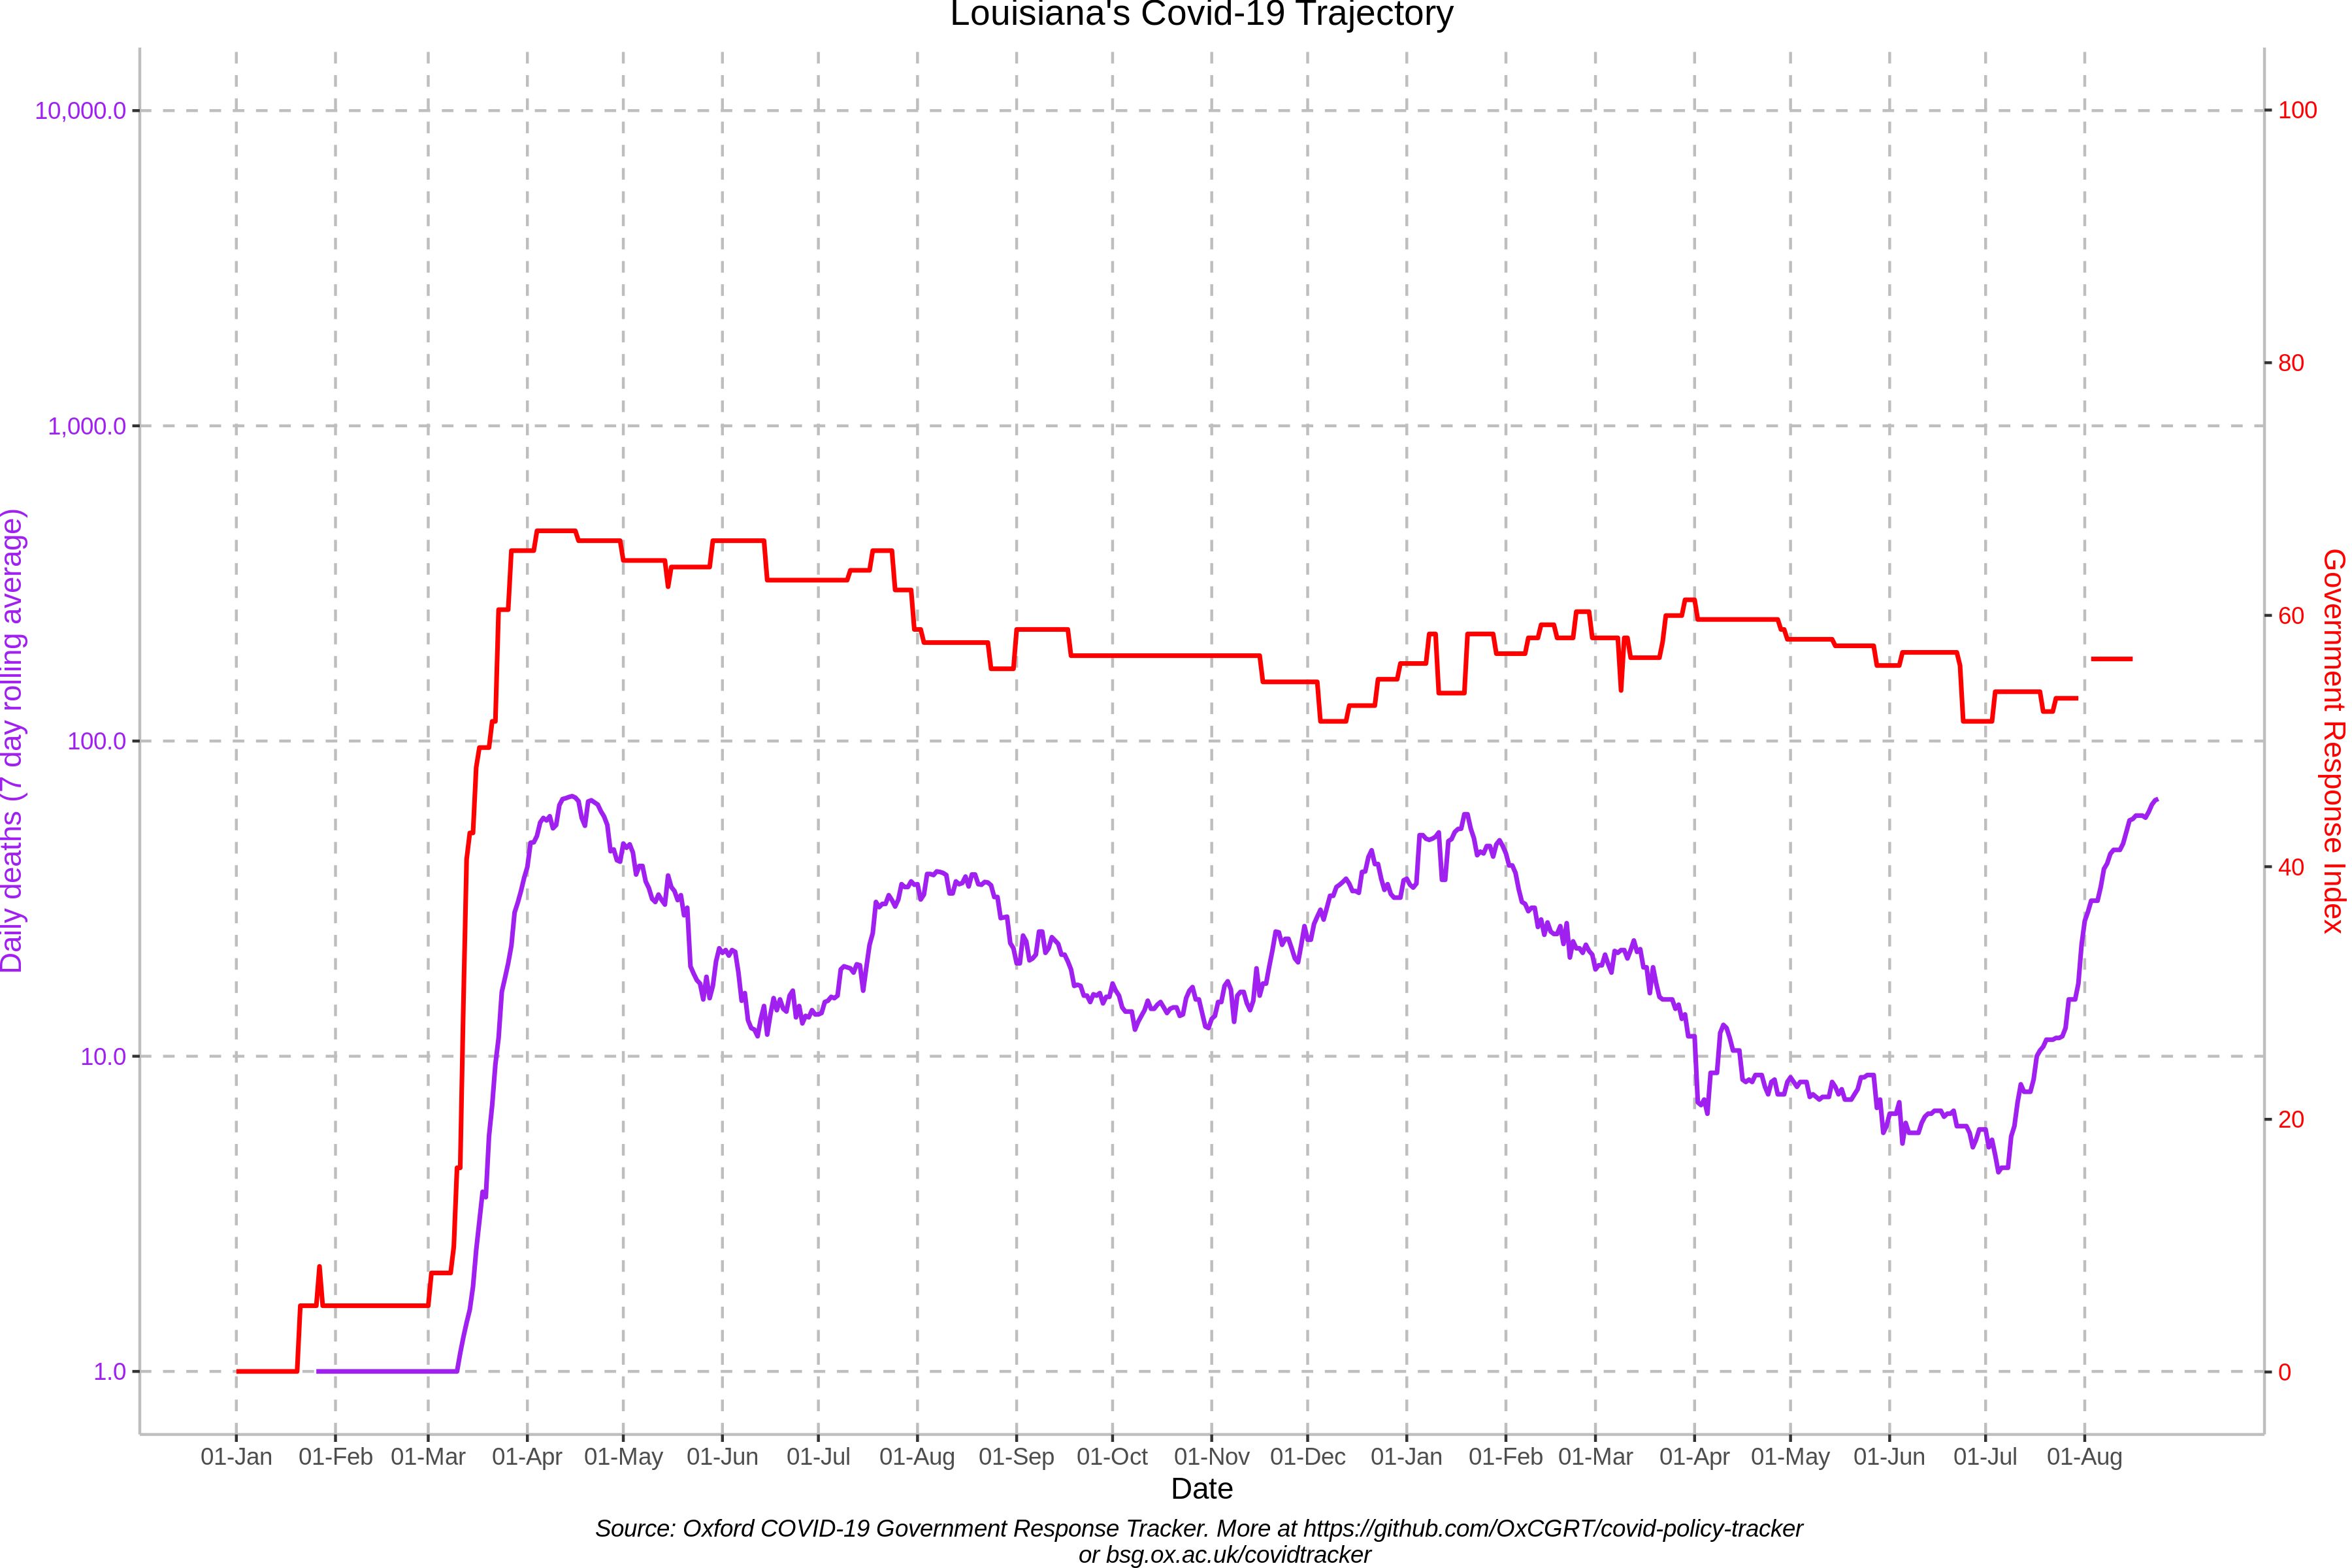 Louisiana's Covid-19 Trajectory
10,000.0
1,000.0
100.0
10.0
1.0
Daily deaths (7 day rolling average)
100
80
60
40
20
0
Government Response Index
01-Jan 01-Feb 01-Mar 01-Apr 01-May 01-Jun 01-Jul 01-Aug 01-Sep 01-Oct 01-Nov 01-Dec 01-Jan 01-Feb 01-Mar 01-Apr 01-May 01-Jun 01-Jul 01-Aug
Date
Source: Oxford COVID-19 Government Response Tracker. More at https://github.com/OxCGRT/covid-policy-tracker
or bsg.ox.ac.uk/covidtracker